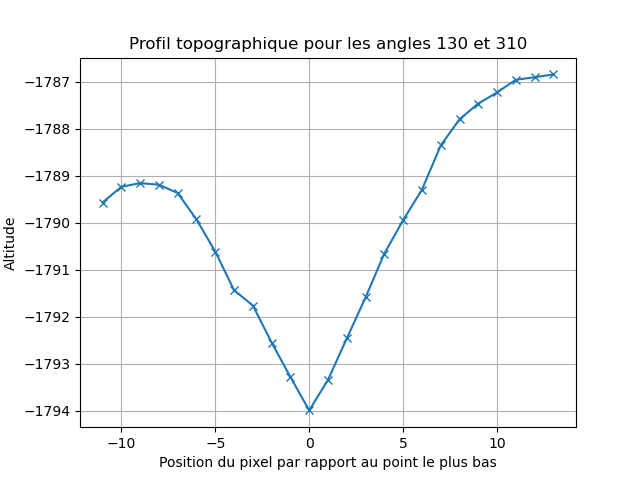 Profil topographique pour les angles 130 et 310
−1787
−1788
−1789
−1790
−1791
−1792
−1793
−1794
Altitude
−10 −5 0 5 10
Position du pixel par rapport au point le plus bas